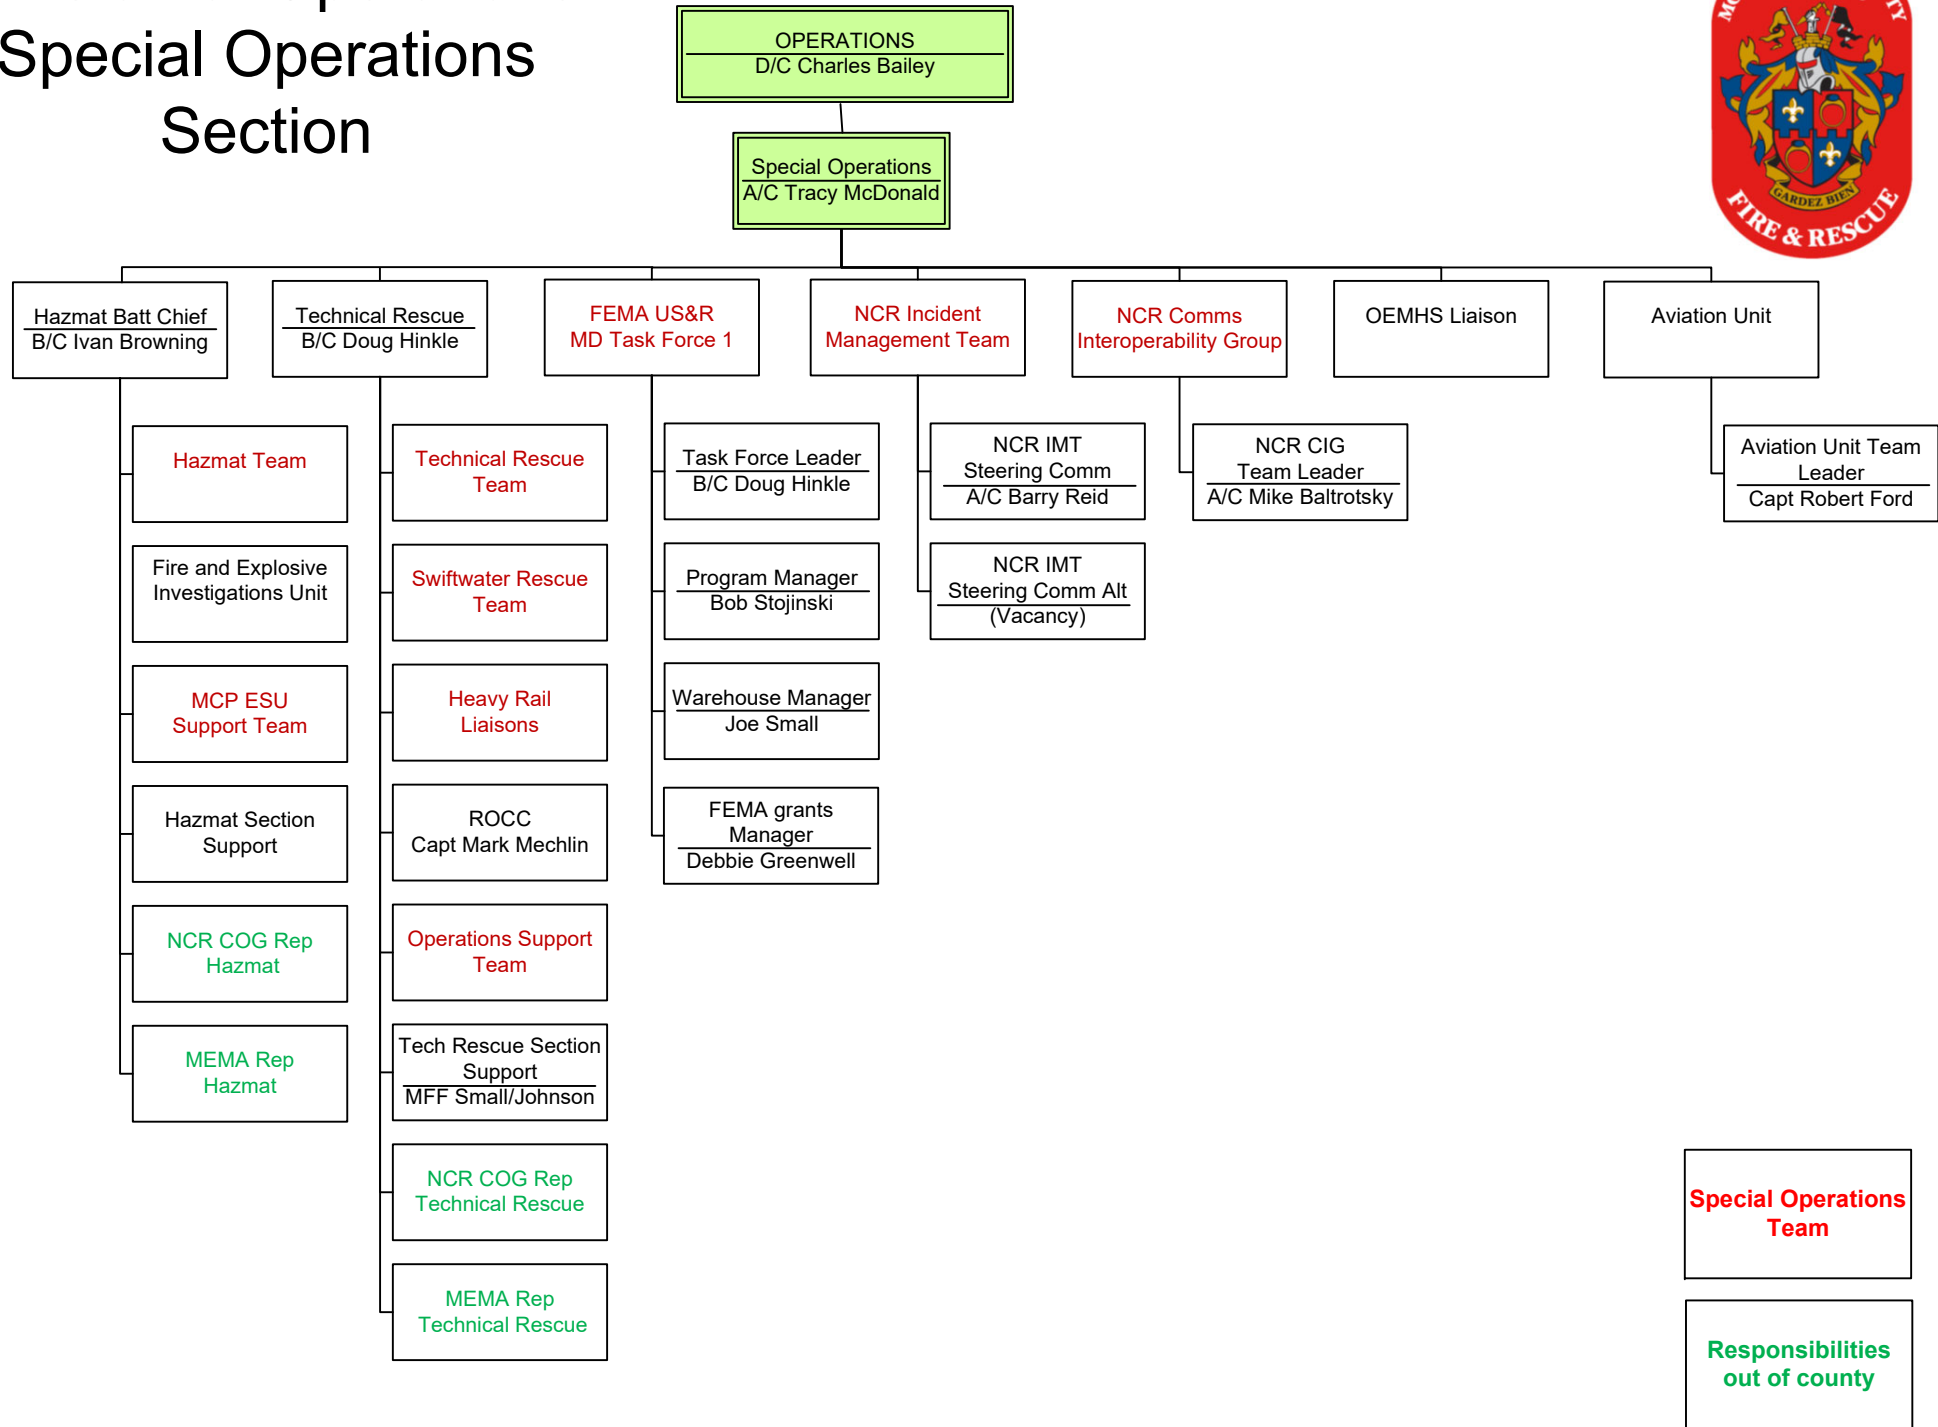 Special Operations
Section
OPERATIONS
D/C Charles Bailey
Special Operations
A/C Tracy McDonald
FIRE & RESCUE
GARDEZ BIEN
Hazmat Batt Chief
B/C Ivan Browning
Technical Rescue
B/C Doug Hinkle
FEMA US&R
MD Task Force 1
NCR Incident
Management Team
NCR Comms
Interoperability Group
OEMHS Liaison
Aviation Unit
Hazmat Team
Fire and Explosive
Investigations Unit
MCP ESU
Support Team
Hazmat Section
Support
NCR COG Rep
Hazmat
MEMA Rep
Hazmat
Technical Rescue
Team
Swiftwater Rescue
Team
Heavy Rail
Liaisons
ROCC
Capt Mark Mechlin
Operations Support
Team
Tech Rescue Section
Support
MFF Small/Johnson
NCR COG Rep
Technical Rescue
MEMA Rep
Technical Rescue
Task Force Leader
B/C Doug Hinkle
Program Manager
Bob Stojinski
Warehouse Manager
Joe Small
FEMA grants
Manager
Debbie Greenwell
NCR IMT
Steering Comm
A/C Barry Reid
NCR IMT
Steering Comm Alt
(Vacancy)
NCR CIG
Team Leader
A/C Mike Baltrotsky
Aviation Unit Team
Leader
Capt Robert Ford
Special Operations
Team
Responsibilities
out of county